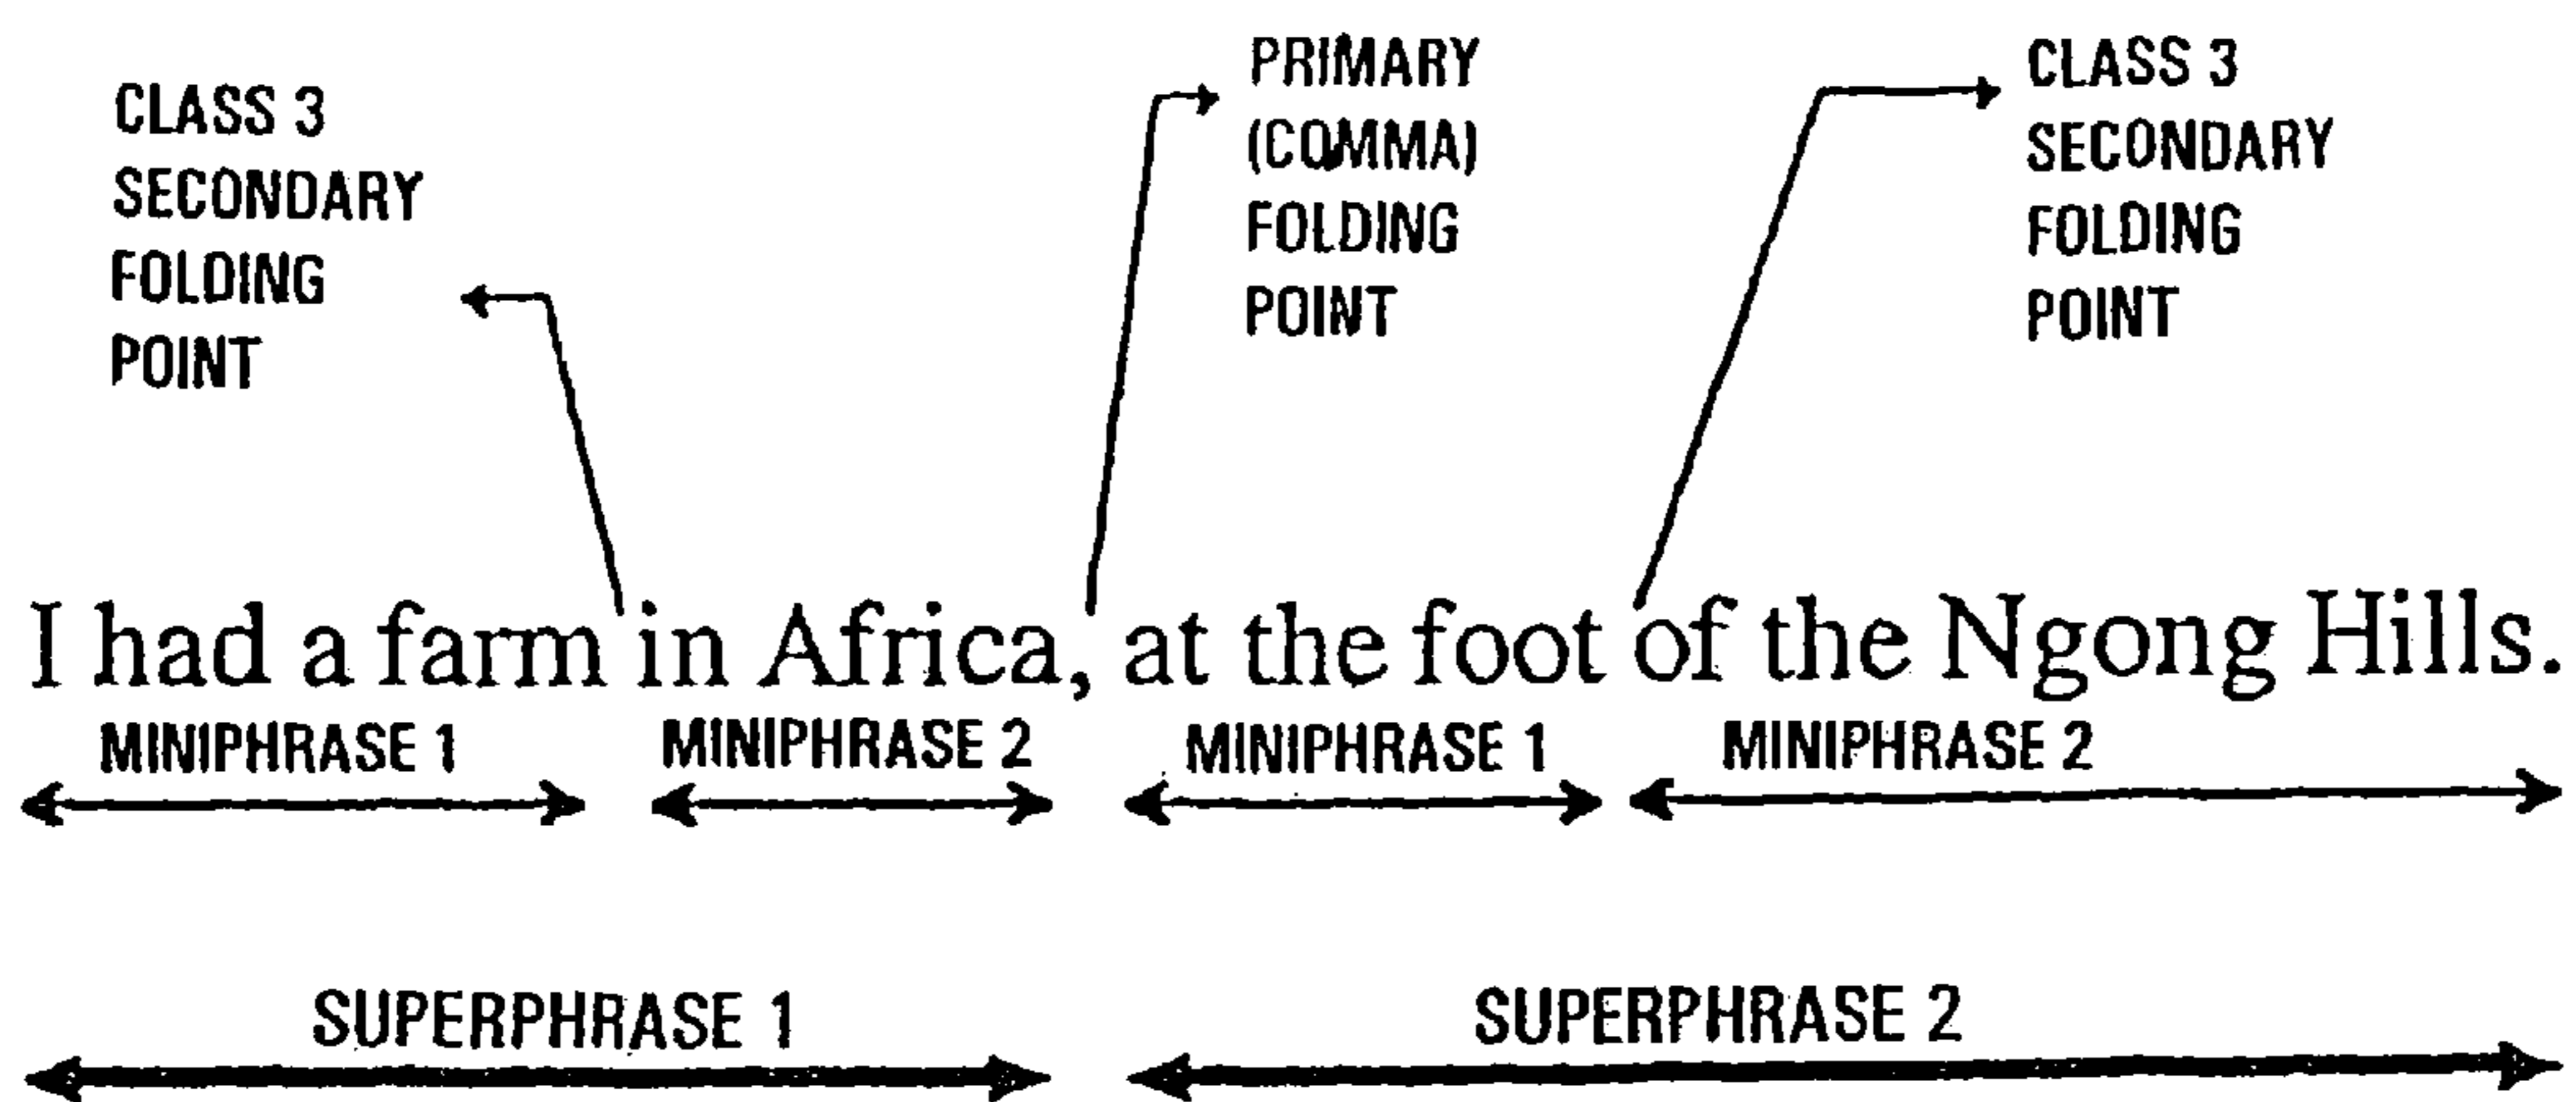 CLASS 3
SECONDARY
FOLDING
POINT
PRIMARY
(COMMA)
FOLDING
POINT
CLASS 3
SECONDARY
FOLDING
POINT
I had a farm in Africa, at the foot of the Ngong Hills.
MINIPHRASE 1 MINIPHRASE 2 MINIPHRASE 1 MINIPHRASE 2
SUPERPHRASE 1 SUPERPHRASE 2